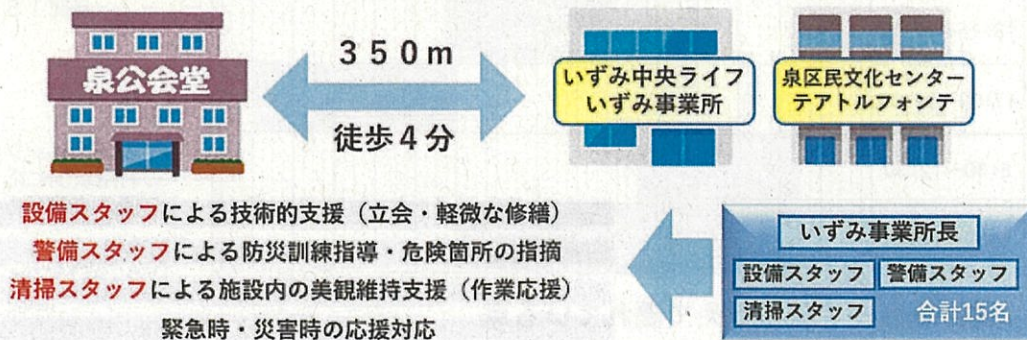 泉公会堂
350m
徒歩4分
いずみ中央ライフ
いずみ事業所
泉区民文化センター
テアトルフォンテ
設備スタッフによる技術的支援（立会・軽微な修繕）
警備スタッフによる防災訓練指導・危険箇所の指摘
清掃スタッフによる施設内の美観維持支援（作業応援）
緊急時・災害時の応援対応
いずみ事業所長
設備スタッフ 警備スタッフ
清掃スタッフ 合計15名